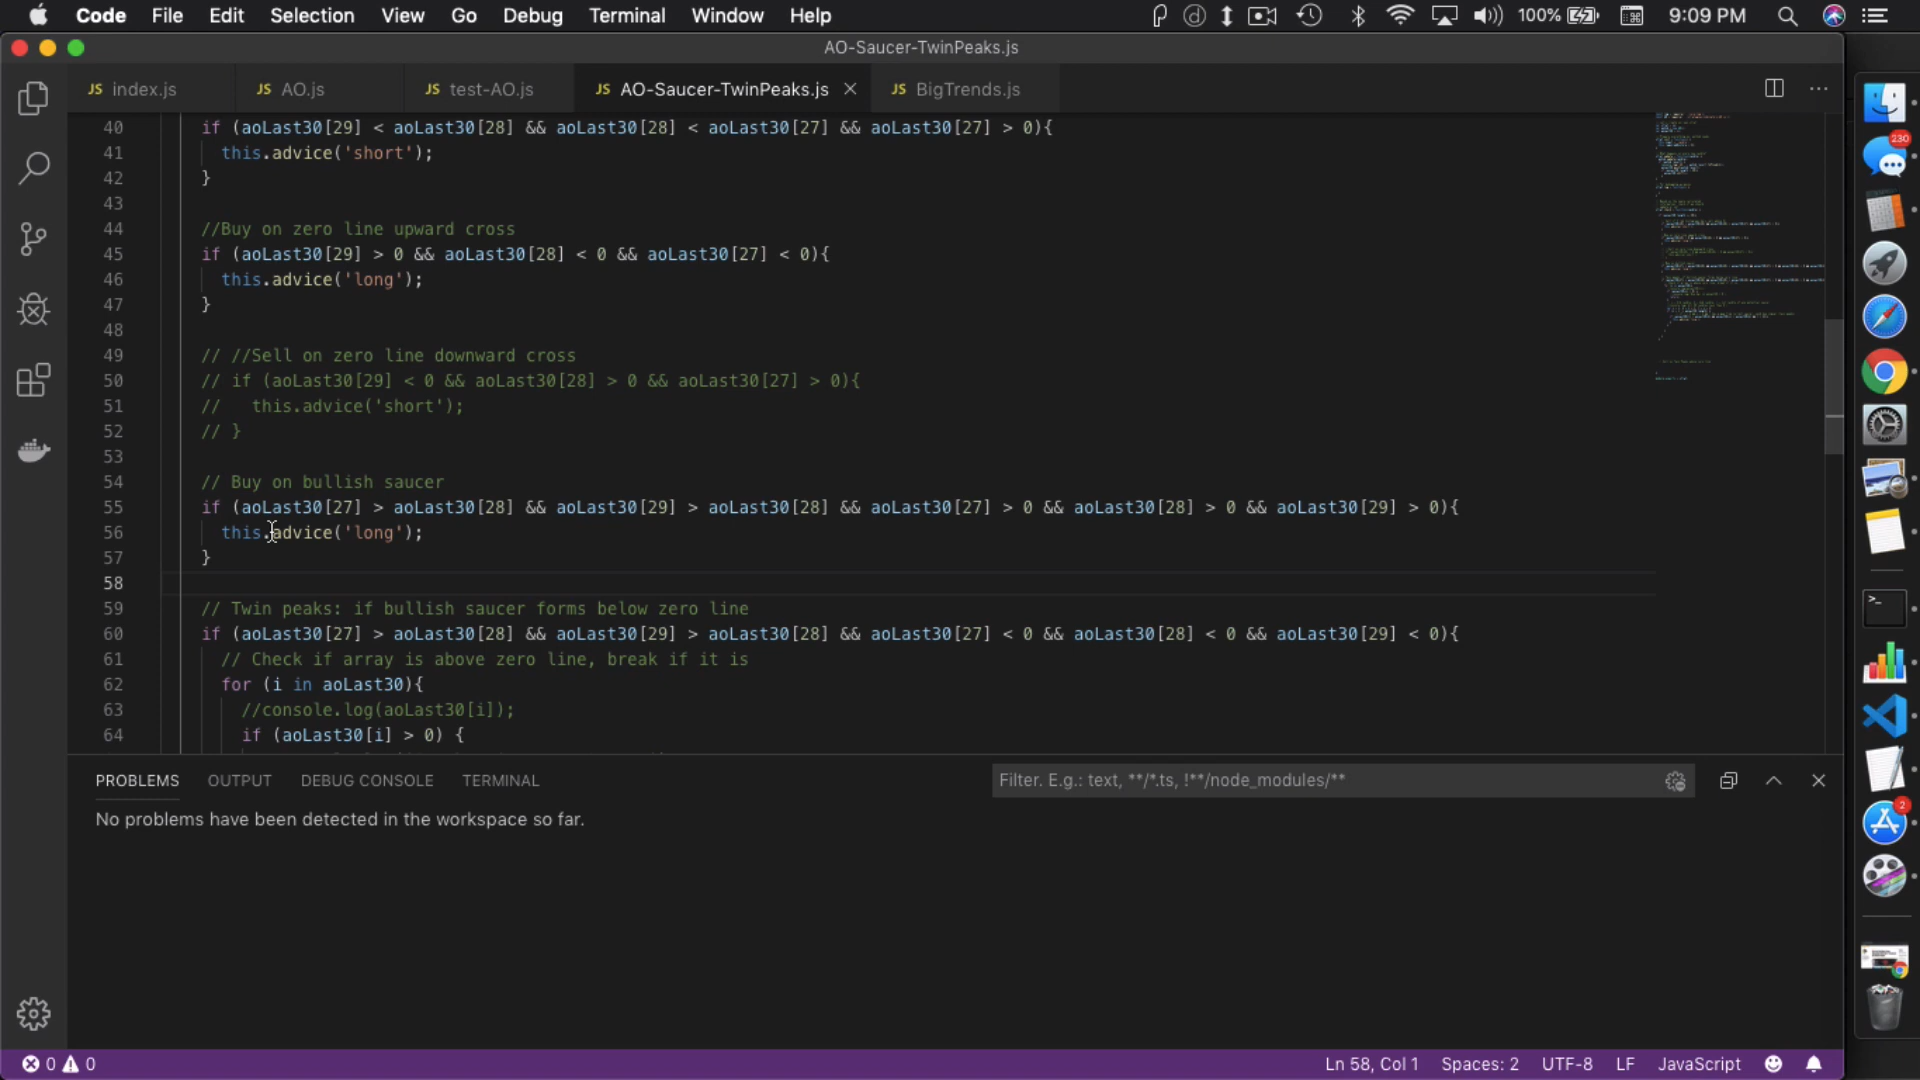 Code File Edit Selection View Go Debug Terminal Window Help 100% 9:09 PM
AO-Saucer-TwinPeaks.js
JS index.js JS AO.js JS test-AO.js JS AO-Saucer-TwinPeaks.js JS BigTrends.js
40 if (aoLast30[29] < aoLast30[28] && aoLast30[28] < aoLast30[27] && aoLast30[27] > 0){
41 this.advice('short');
42 }
43
44 //Buy on zero line upward cross
45 if (aoLast30[29] > 0 && aoLast30[28] < 0 && aoLast30[27] < 0){
46 this.advice('long');
47 }
48
49 // //Sell on zero line downward cross
50 // if (aoLast30[29] < 0 && aoLast30[28] > 0 && aoLast30[27] > 0){
51 // this.advice('short');
52 // }
53
54 // Buy on bullish saucer
55 if (aoLast30[27] > aoLast30[28] && aoLast30[29] > aoLast30[28] && aoLast30[27] > 0 && aoLast30[28] > 0 && aoLast30[29] > 0){
56 this.advice('long');
57 }
58
59 // Twin peaks: if bullish saucer forms below zero line
60 if (aoLast30[27] > aoLast30[28] && aoLast30[29] > aoLast30[28] && aoLast30[27] < 0 && aoLast30[28] < 0 && aoLast30[29] < 0){
61 // Check if array is above zero line, break if it is
62 for (i in aoLast30){
63 //console.log(aoLast30[i]);
64 if (aoLast30[i] > 0) {
PROBLEMS OUTPUT DEBUG CONSOLE TERMINAL Filter. E.g.: text, **/*.ts, !**/node_modules/**
No problems have been detected in the workspace so far.
0 0 Ln 58, Col 1 Spaces: 2 UTF-8 LF JavaScript
230
2